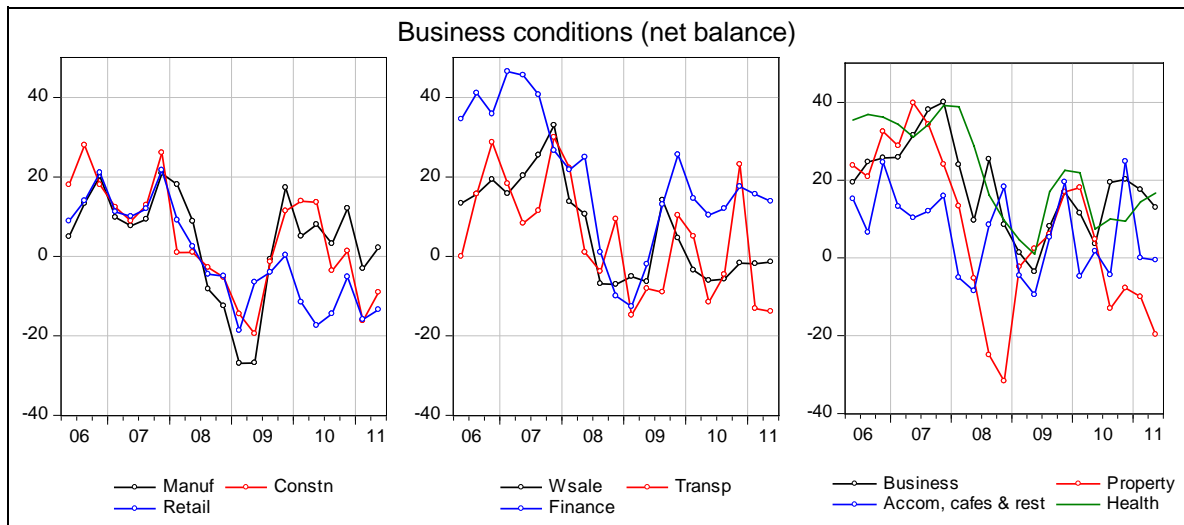 Business conditions (net balance)
40
20
0
-20
-40
06 07 08 09 10 11
Manuf Constn
Retail
40
20
0
-20
-40
06 07 08 09 10 11
Wsale Transp
Finance
40
20
0
-20
-40
06 07 08 09 10 11
Business Property
Accom, cafes & rest Health